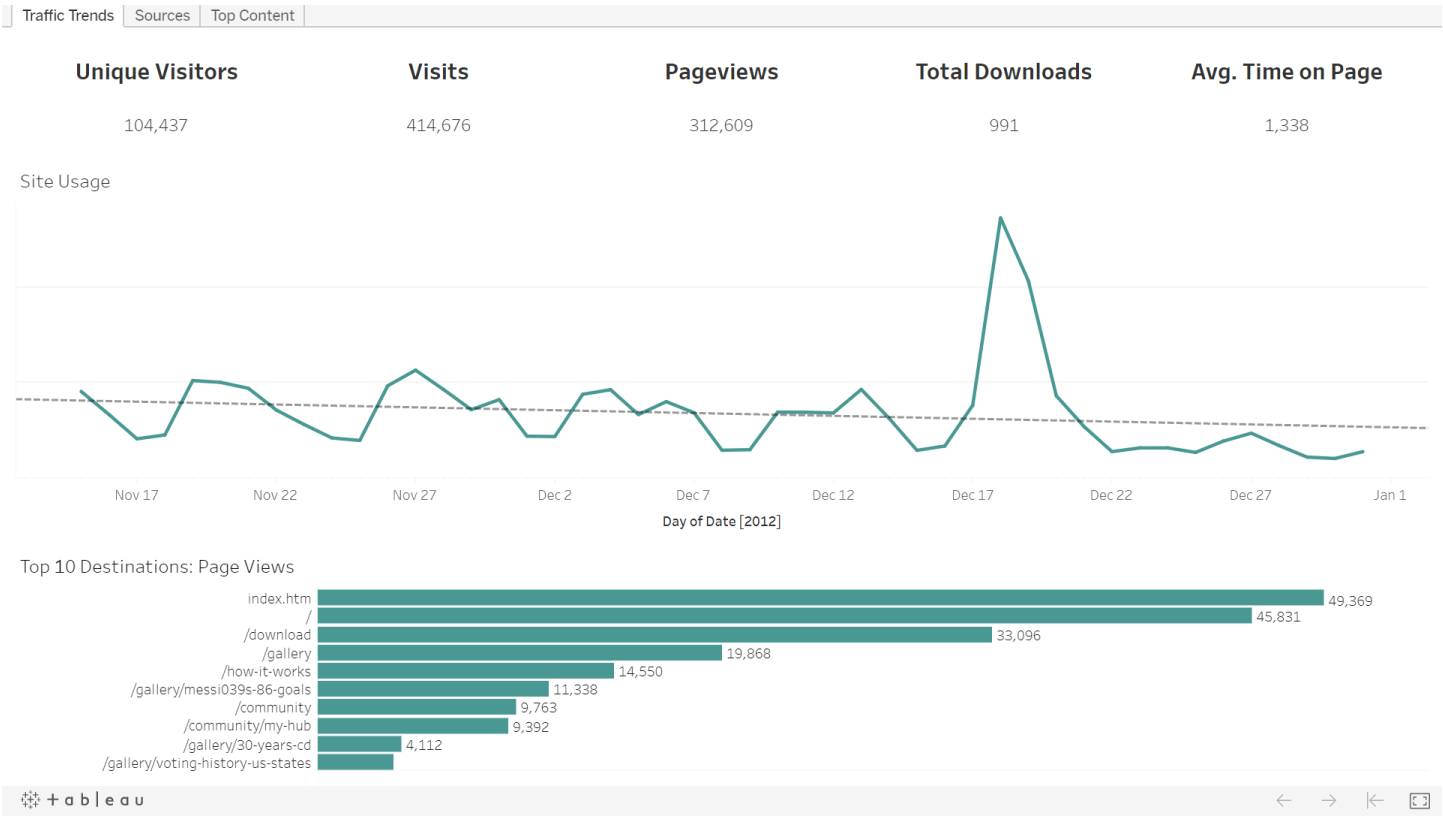 Traffic Trends Sources Top Content
Unique Visitors Visits Pageviews Total Downloads Avg. Time on Page
104,437 414,676 312,609 991 1,338
Site Usage
Nov 17 Nov 22 Nov 27 Dec 2 Dec 7 Dec 12 Dec 17 Dec 22 Dec 27 Jan 1
Day of Date [2012]
Top 10 Destinations: Page Views
index.htm 49,369
/ 45,831
/download 33,096
/gallery 19,868
/how-it-works 14,550
/gallery/messi039s-86-goals 11,338
/community 9,763
/community/my-hub 9,392
/gallery/30-years-cd 4,112
/gallery/voting-history-us-states
+ a b l e a u